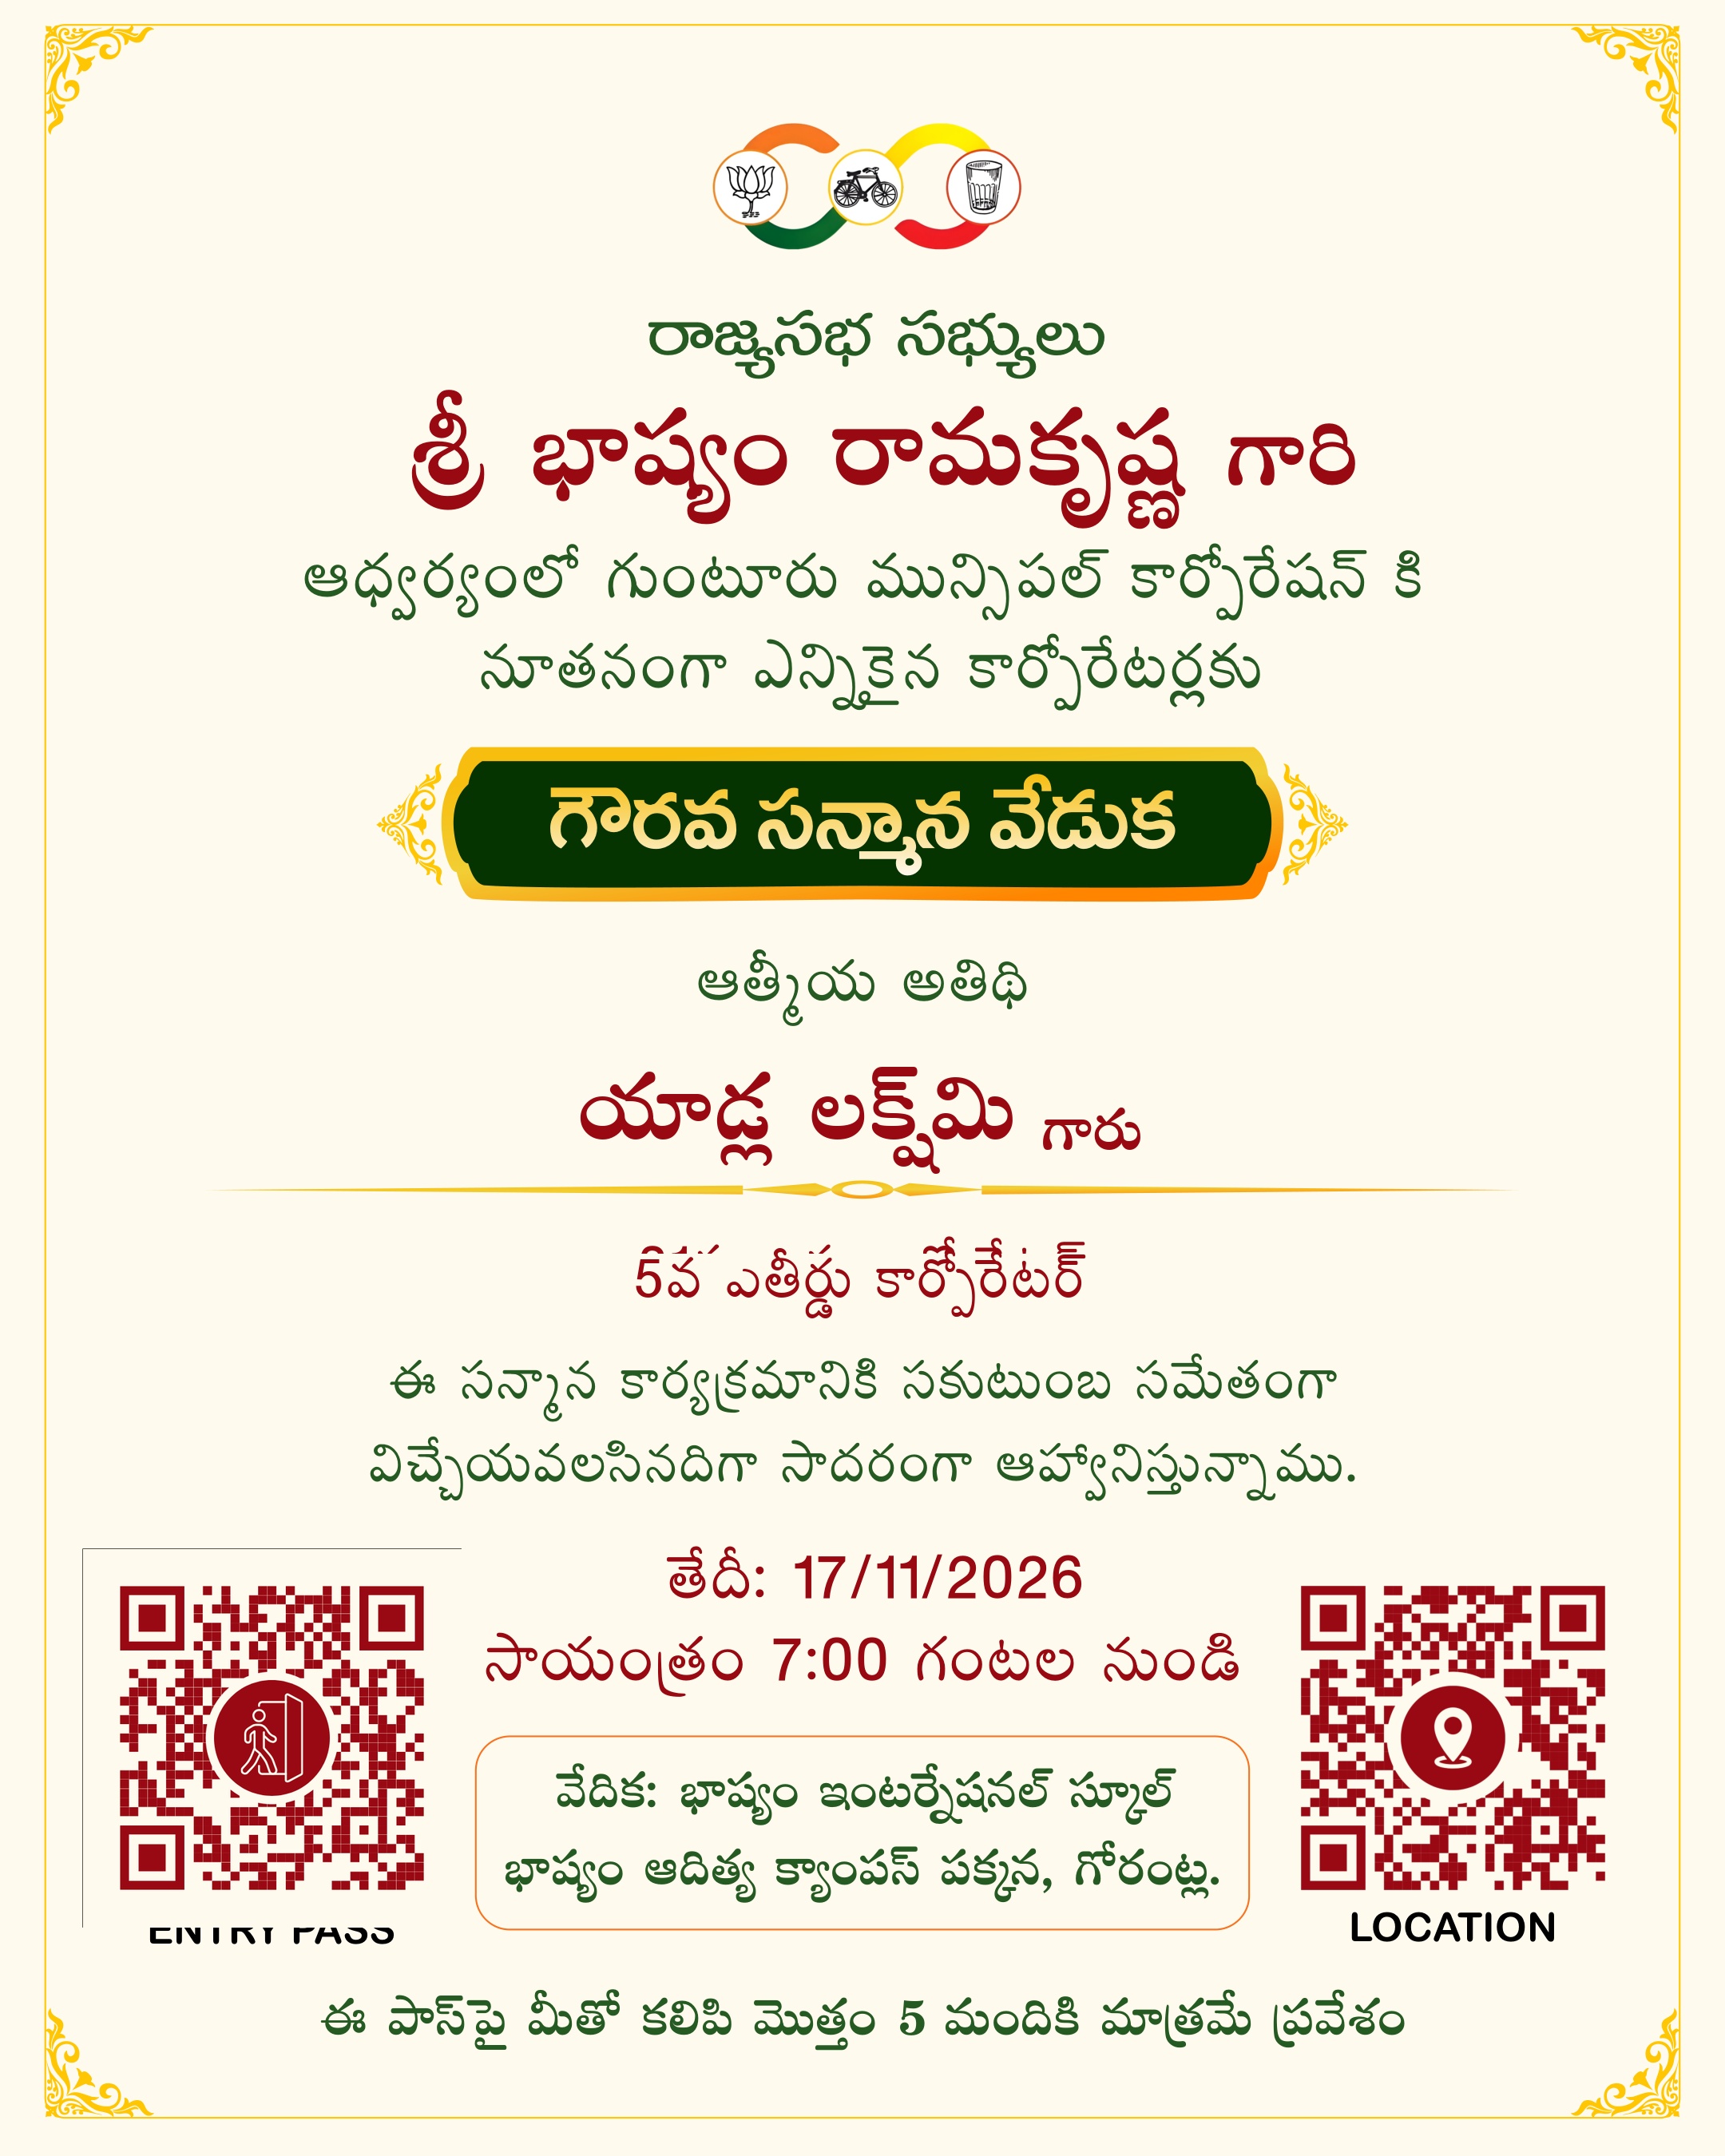 రాజ్యసభ సభ్యులు
శ్రీ భాష్యం రామకృష్ణ గారి
ఆధ్వర్యంలో గుంటూరు మున్సిపల్ కార్పోరేషన్ కి
నూతనంగా ఎన్నికైన కార్పోరేటర్లకు
గౌరవ సన్మాన వేడుక
ఆత్మీయ అతిథి
యాడ్ల లక్ష్మి గారు
5వ కార్పోరేటర్
ఈ సన్మాన కార్యక్రమానికి సకుటుంబ సమేతంగా
విచ్చేయవలసినదిగా సాదరంగా ఆహ్వానిస్తున్నాము.
తేదీ: 17/11/2026
సాయంత్రం 7:00 గంటల నుండి
వేదిక: భాష్యం ఇంటర్నేషనల్ స్కూల్
భాష్యం ఆదిత్య క్యాంపస్ పక్కన, గోరంట్ల.
ENTRY PASS
LOCATION
ఈ పాస్‌పై మీతో కలిపి మొత్తం 5 మందికి మాత్రమే ప్రవేశం